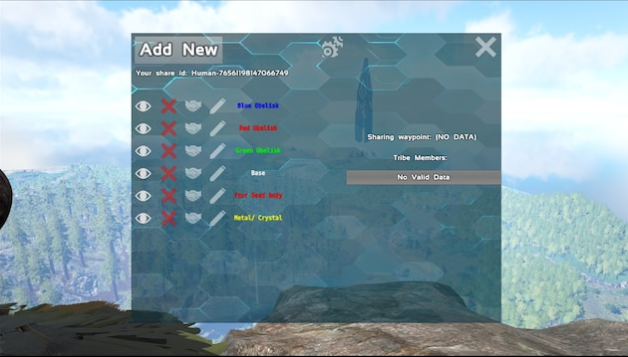 Add New
Your share id: Human-76561198147066749
Blue Obelisk
Red Obelisk
Green Obelisk
Base
Metal/ Crystal
Sharing waypoint: (NO DATA)
Tribe Members:
No Valid Data